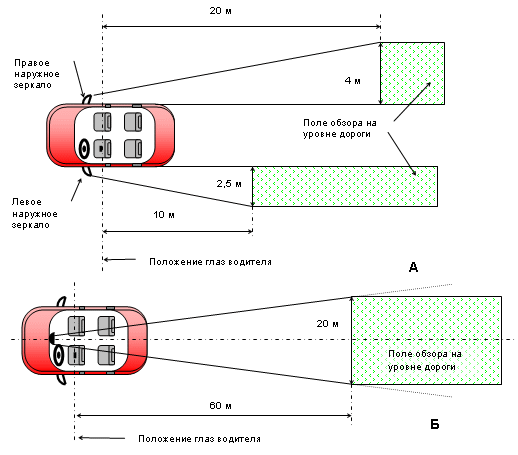 20 м
Правое
наружное
зеркало
4 м
Поле обзора на
уровне дороги
2,5 м
Левое
наружное
зеркало
10 м
Положение глаз водителя
А
20 м
Поле обзора на
уровне дороги
60 м
Б
Положение глаз водителя